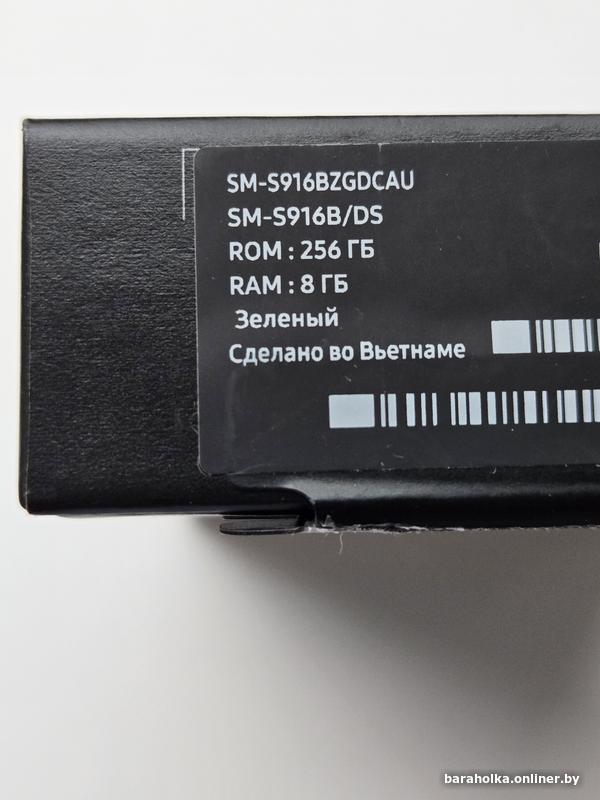 SM-S916BZGDCAU
SM-S916B/DS
ROM : 256 ГБ
RAM : 8 ГБ
Зеленый
Сделано во Вьетнаме
baraholka.onliner.by